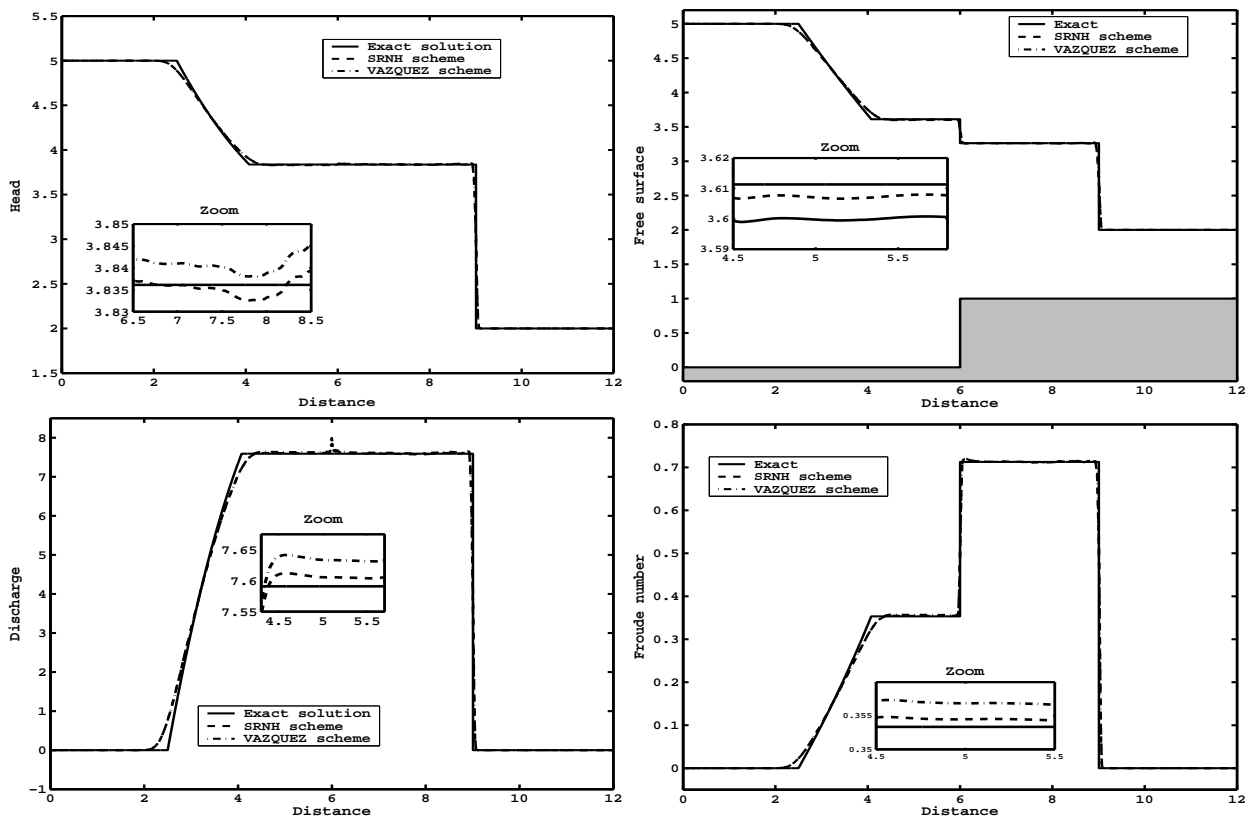 5.5
5
4.5
4
3.5
3
2.5
2
1.5
Head
Exact solution
SRNH scheme
VAZQUEZ scheme
Zoom
3.85
3.845
3.84
3.835
3.83
6.5 7 7.5 8 8.5
0 2 4 6 8 10 12
Distance
5
4.5
4
3.5
3
2.5
2
1.5
1
0.5
0
Free surface
Exact
SRNH scheme
VAZQUEZ scheme
Zoom
3.62
3.61
3.6
3.59
4.5 5 5.5
0 2 4 6 8 10 12
Distance
8
7
6
5
4
3
2
1
0
-1
Discharge
Zoom
7.65
7.6
7.55
4.5 5 5.5
Exact solution
SRNH scheme
VAZQUEZ scheme
0 2 4 6 8 10 12
Distance
0.8
0.7
0.6
0.5
0.4
0.3
0.2
0.1
0
Froude number
Exact
SRNH scheme
VAZQUEZ scheme
Zoom
0.355
0.35
4.5 5 5.5
0 2 4 6 8 10 12
Distance